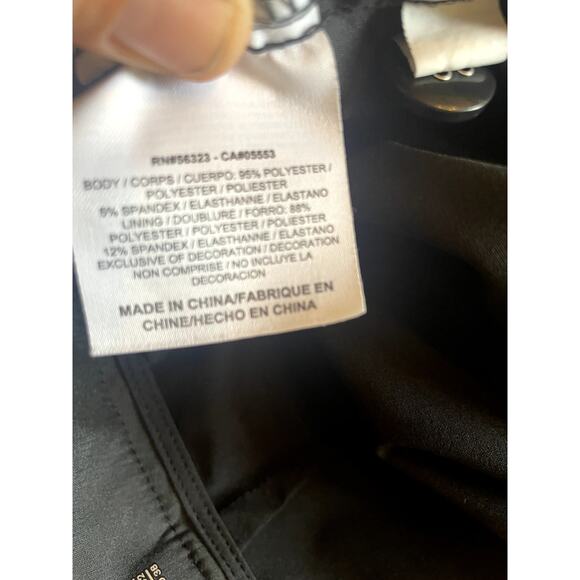 RN#56323 - CA#05553
BODY / CORPS / CUERPO: 95% POLYESTER /
POLYESTER / POLIESTER
5% SPANDEX / ELASTHANNE / ELASTANO
LINING / DOUBLURE / FORRO: 88%
POLYESTER / POLYESTER / POLIESTER
12% SPANDEX / ELASTHANNE / ELASTANO
EXCLUSIVE OF DECORATION / DECORATION
NON COMPRISE / NO INCLUYE LA
DECORACION
MADE IN CHINA/FABRIQUE EN
CHINE/HECHO EN CHINA